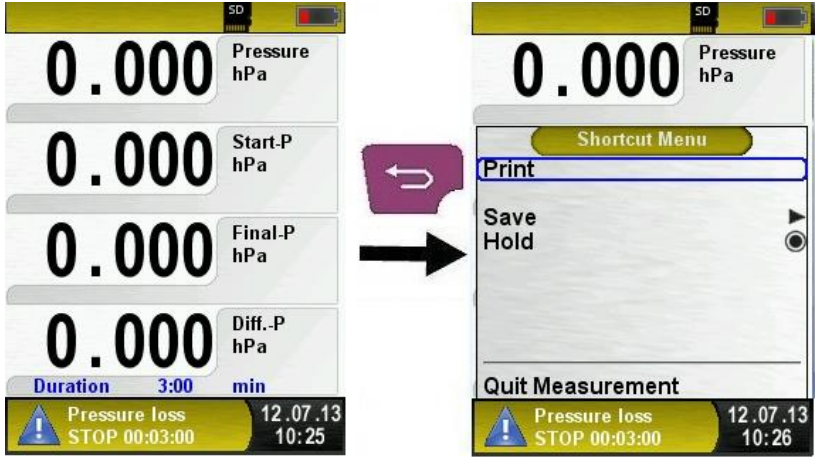 SD
0.000 Pressure
hPa
0.000 Start-P
hPa
0.000 Final-P
hPa
0.000 Diff.-P
hPa
Duration 3:00 min
Pressure loss 12.07.13
STOP 00:03:00 10:25
SD
0.000 Pressure
hPa
Shortcut Menu
Print
Save
Hold
Quit Measurement
Pressure loss 12.07.13
STOP 00:03:00 10:26